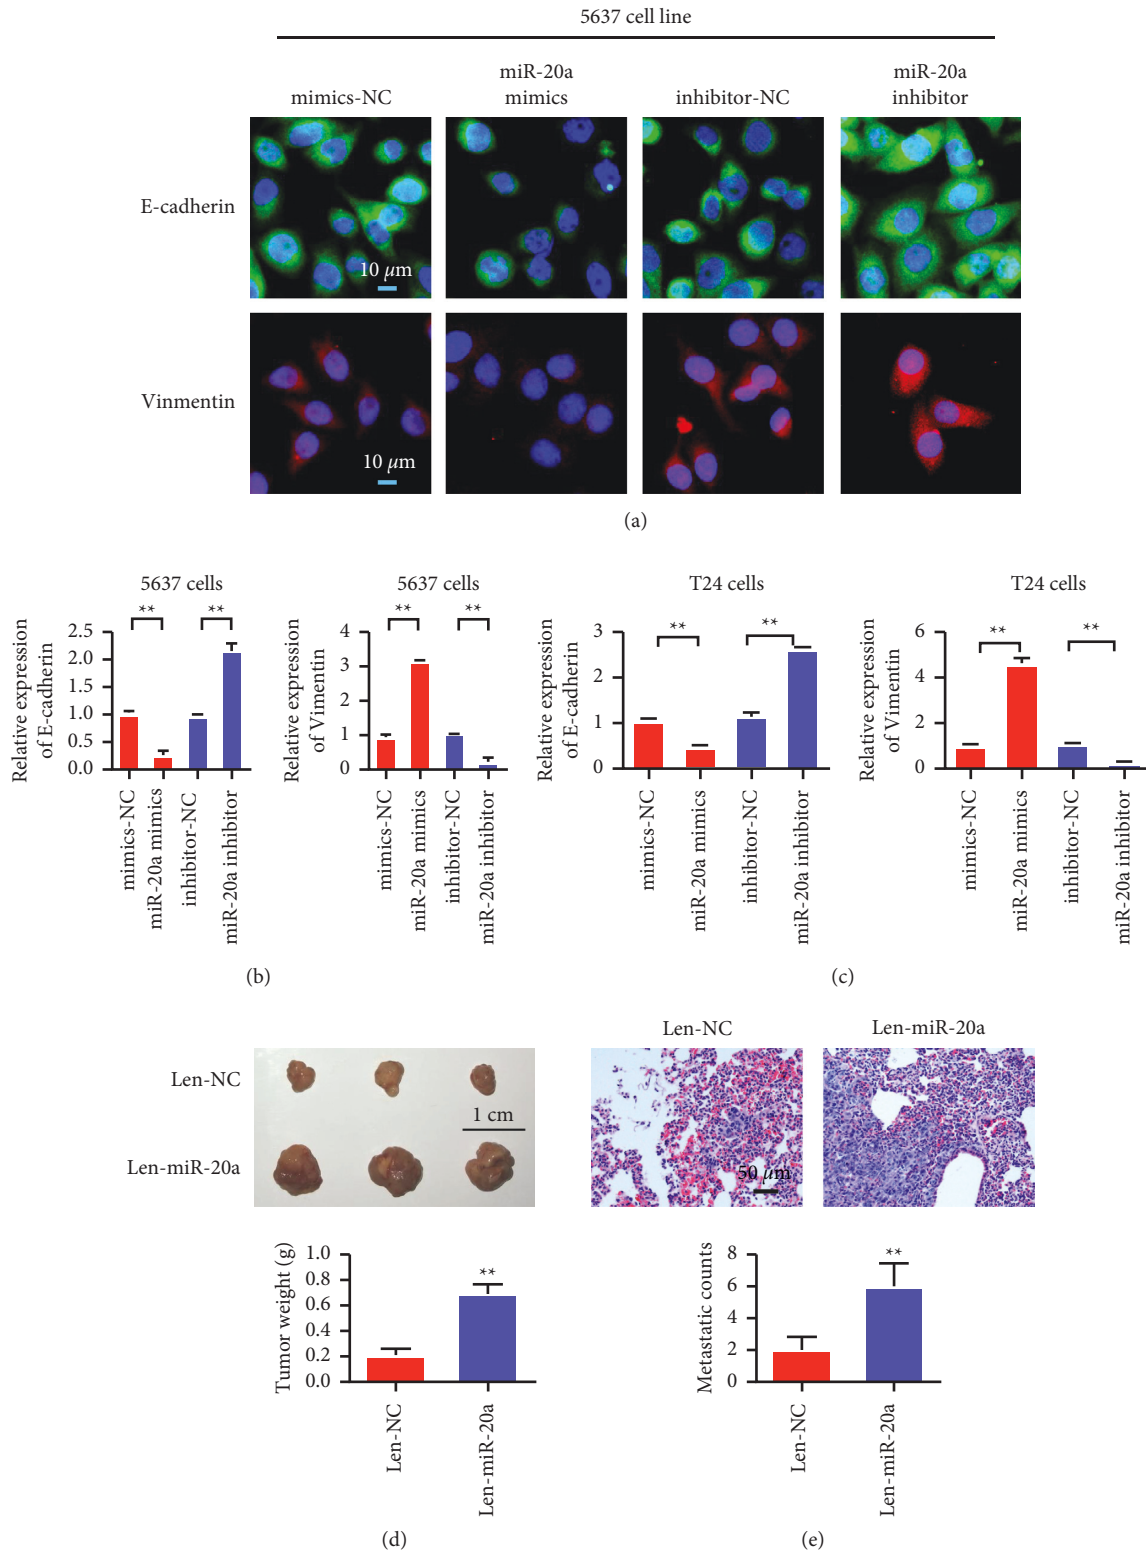 5637 cell line
mimics-NC
miR-20a
mimics
inhibitor-NC
miR-20a
inhibitor
E-cadherin
10 μm
Vinmentin
10 μm
(a)
5637 cells
Relative expression
of E-cadherin
2.5
2.0
1.5
1.0
0.5
0.0
**
**
mimics-NC
miR-20a mimics
inhibitor-NC
miR-20a inhibitor
5637 cells
Relative expression
of Vimentin
4
3
2
1
0
**
**
mimics-NC
miR-20a mimics
inhibitor-NC
miR-20a inhibitor
(b)
T24 cells
Relative expression
of E-cadherin
3
2
1
0
**
**
mimics-NC
miR-20a mimics
inhibitor-NC
miR-20a inhibitor
T24 cells
Relative expression
of Vimentin
6
4
2
0
**
**
mimics-NC
miR-20a mimics
inhibitor-NC
miR-20a inhibitor
(c)
Len-NC
1 cm
Len-miR-20a
Tumor weight (g)
1.0
0.8
0.6
0.4
0.2
0.0
**
Len-NC
Len-miR-20a
(d)
Len-NC
Len-miR-20a
50 μm
Metastatic counts
8
6
4
2
0
**
Len-NC
Len-miR-20a
(e)